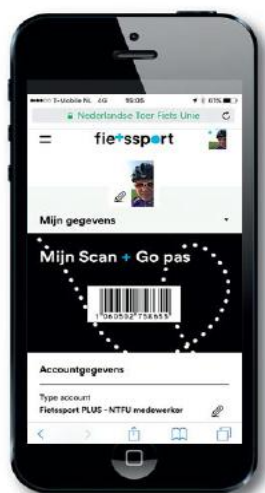 T-Mobile NL 4G 15:05 61%
Nederlandse Toer Fiets Unie
fietssport
Mijn gegevens
Mijn Scan + Go pas
Accountgegevens
Type account
Fietssport PLUS - NTFU medewerker